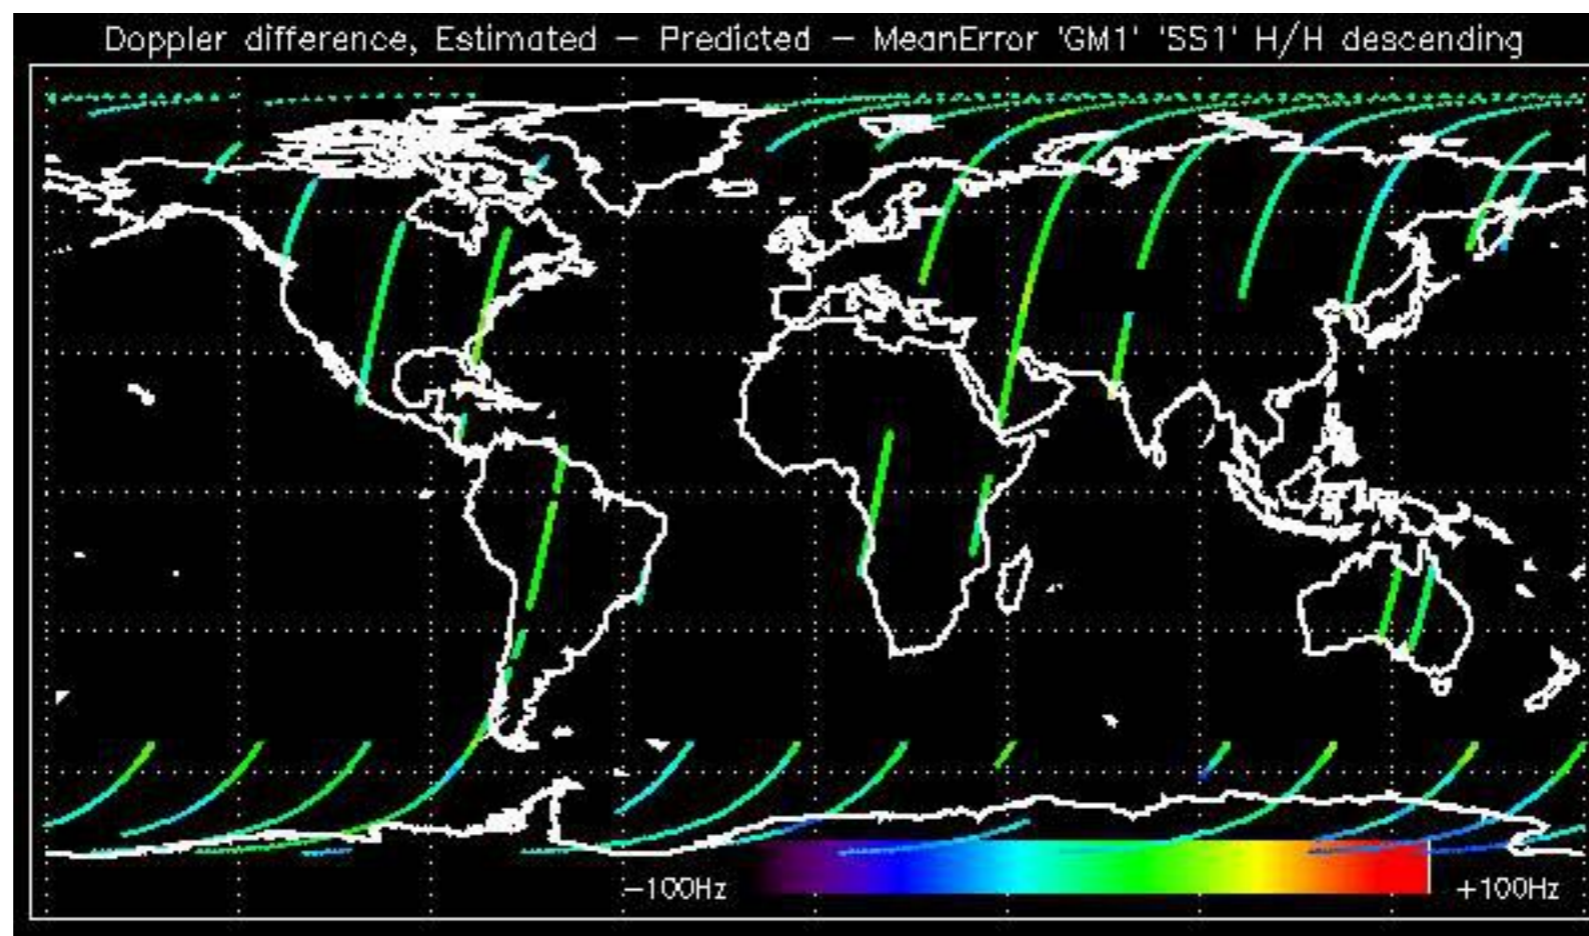 Doppler difference, Estimated – Predicted – MeanError 'GM1' 'SS1' H/H descending
–100Hz +100Hz